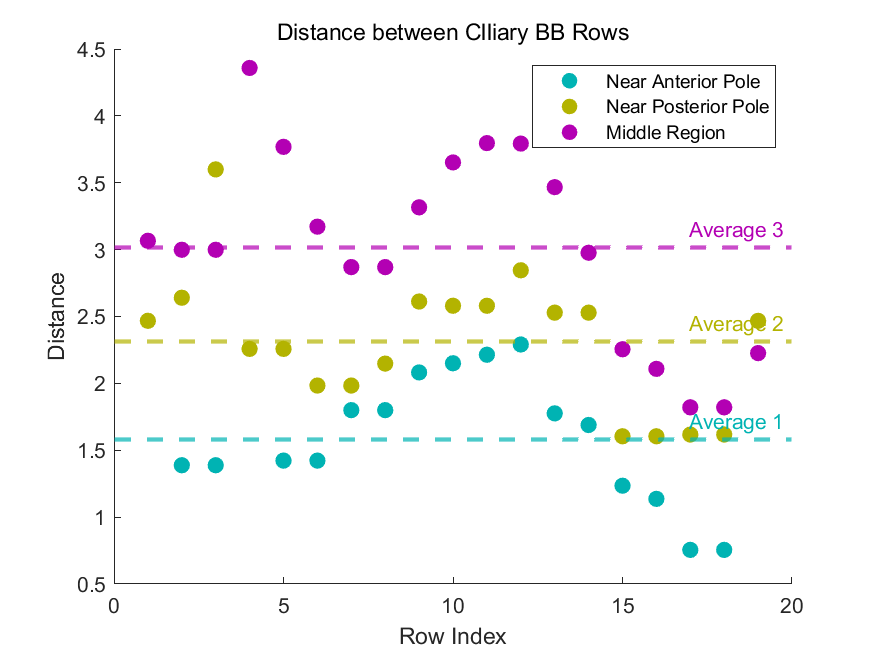 Distance between CIliary BB Rows
4.5
4
3.5
3
2.5
2
1.5
1
0.5
0
5
10
15
20
Distance
Row Index
Near Anterior Pole
Near Posterior Pole
Middle Region
Average 3
Average 2
Average 1